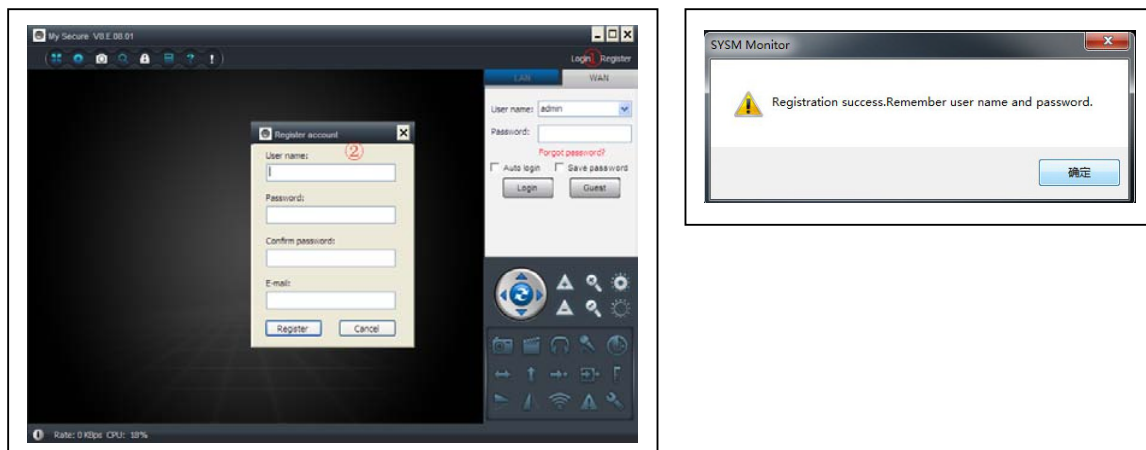 My Secure V8.E.08.01
Login ① Register
LAN WAN
User name: admin
Password:
Forgot password?
Auto login Save password
Login Guest
Register account
②
User name:
Password:
Confirm password:
E-mail:
Register Cancel
Rate: 0 KBps CPU: 18%
SYSM Monitor
Registration success.Remember user name and password.
确定